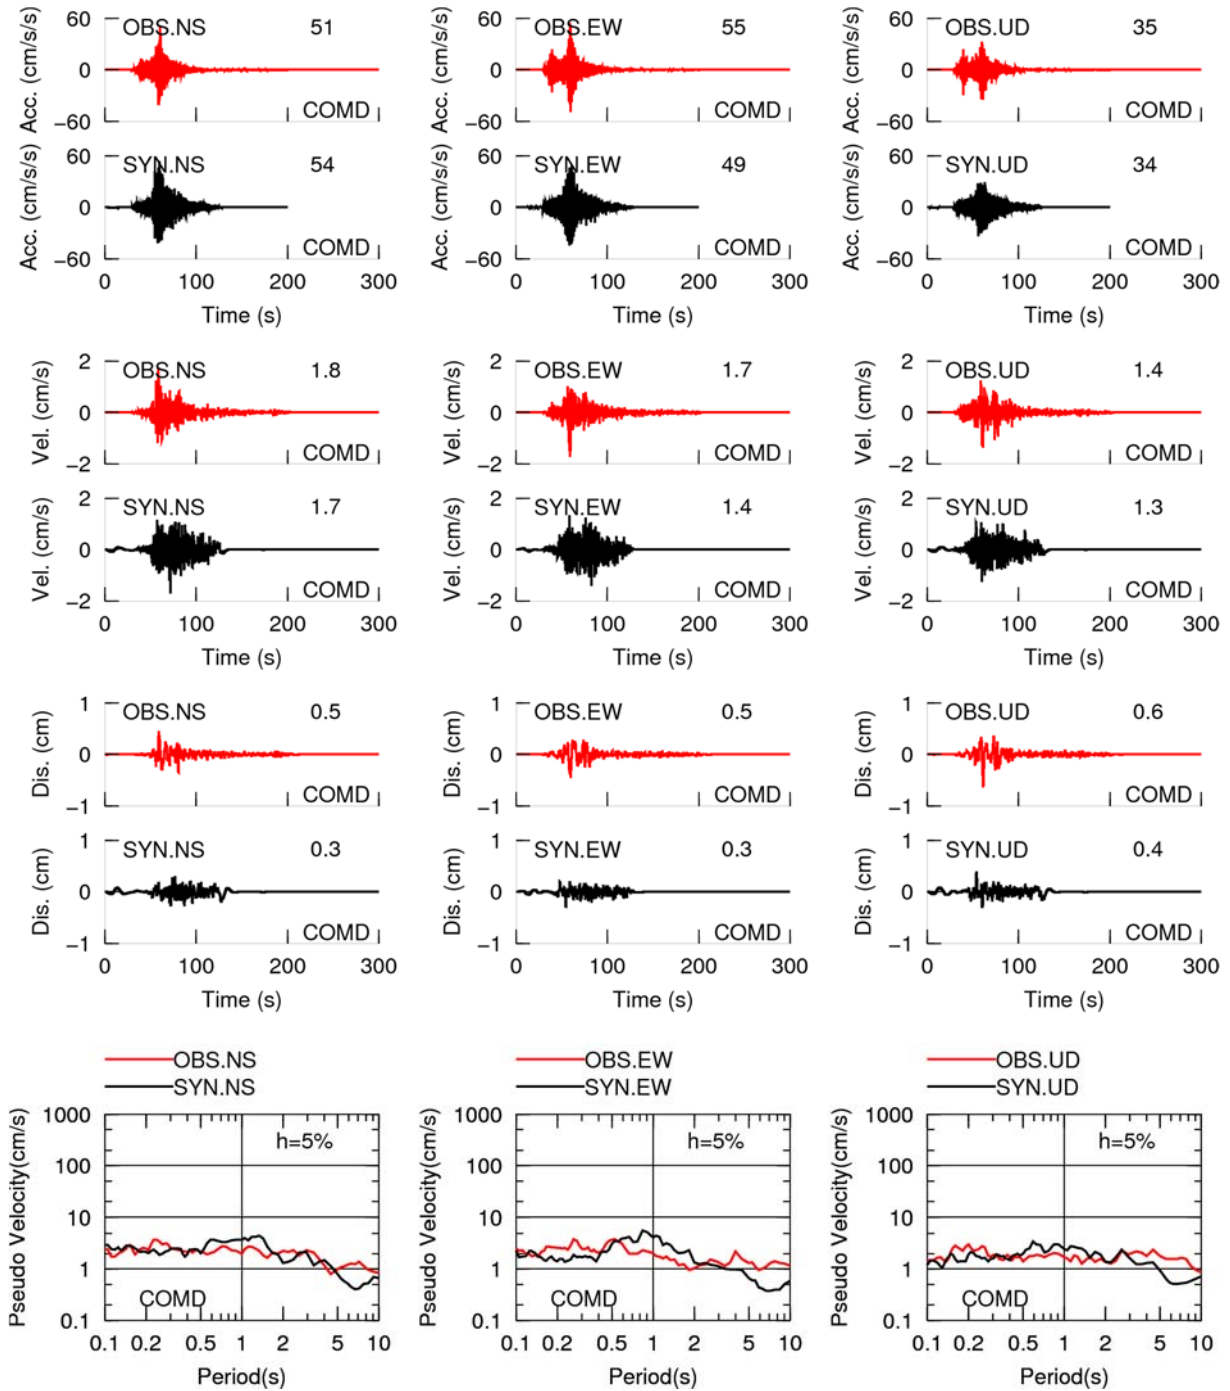 OBS.NS 51
60
0
−60
Acc. (cm/s/s)
COMD
OBS.EW 55
60
0
−60
Acc. (cm/s/s)
COMD
OBS.UD 35
60
0
−60
Acc. (cm/s/s)
COMD
SYN.NS 54
60
0
−60
Acc. (cm/s/s)
COMD
0 100 200 300
Time (s)
SYN.EW 49
60
0
−60
Acc. (cm/s/s)
COMD
0 100 200 300
Time (s)
SYN.UD 34
60
0
−60
Acc. (cm/s/s)
COMD
0 100 200 300
Time (s)
OBS.NS 1.8
2
0
−2
Vel. (cm/s)
COMD
OBS.EW 1.7
2
0
−2
Vel. (cm/s)
COMD
OBS.UD 1.4
2
0
−2
Vel. (cm/s)
COMD
SYN.NS 1.7
2
0
−2
Vel. (cm/s)
COMD
0 100 200 300
Time (s)
SYN.EW 1.4
2
0
−2
Vel. (cm/s)
COMD
0 100 200 300
Time (s)
SYN.UD 1.3
2
0
−2
Vel. (cm/s)
COMD
0 100 200 300
Time (s)
OBS.NS 0.5
1
0
−1
Dis. (cm)
COMD
OBS.EW 0.5
1
0
−1
Dis. (cm)
COMD
OBS.UD 0.6
1
0
−1
Dis. (cm)
COMD
SYN.NS 0.3
1
0
−1
Dis. (cm)
COMD
0 100 200 300
Time (s)
SYN.EW 0.3
1
0
−1
Dis. (cm)
COMD
0 100 200 300
Time (s)
SYN.UD 0.4
1
0
−1
Dis. (cm)
COMD
0 100 200 300
Time (s)
OBS.NS
SYN.NS
1000
100
10
1
0.1
Pseudo Velocity(cm/s)
h=5%
COMD
0.1 0.2 0.5 1 2 5 10
Period(s)
OBS.EW
SYN.EW
1000
100
10
1
0.1
Pseudo Velocity(cm/s)
h=5%
COMD
0.1 0.2 0.5 1 2 5 10
Period(s)
OBS.UD
SYN.UD
1000
100
10
1
0.1
Pseudo Velocity(cm/s)
h=5%
COMD
0.1 0.2 0.5 1 2 5 10
Period(s)